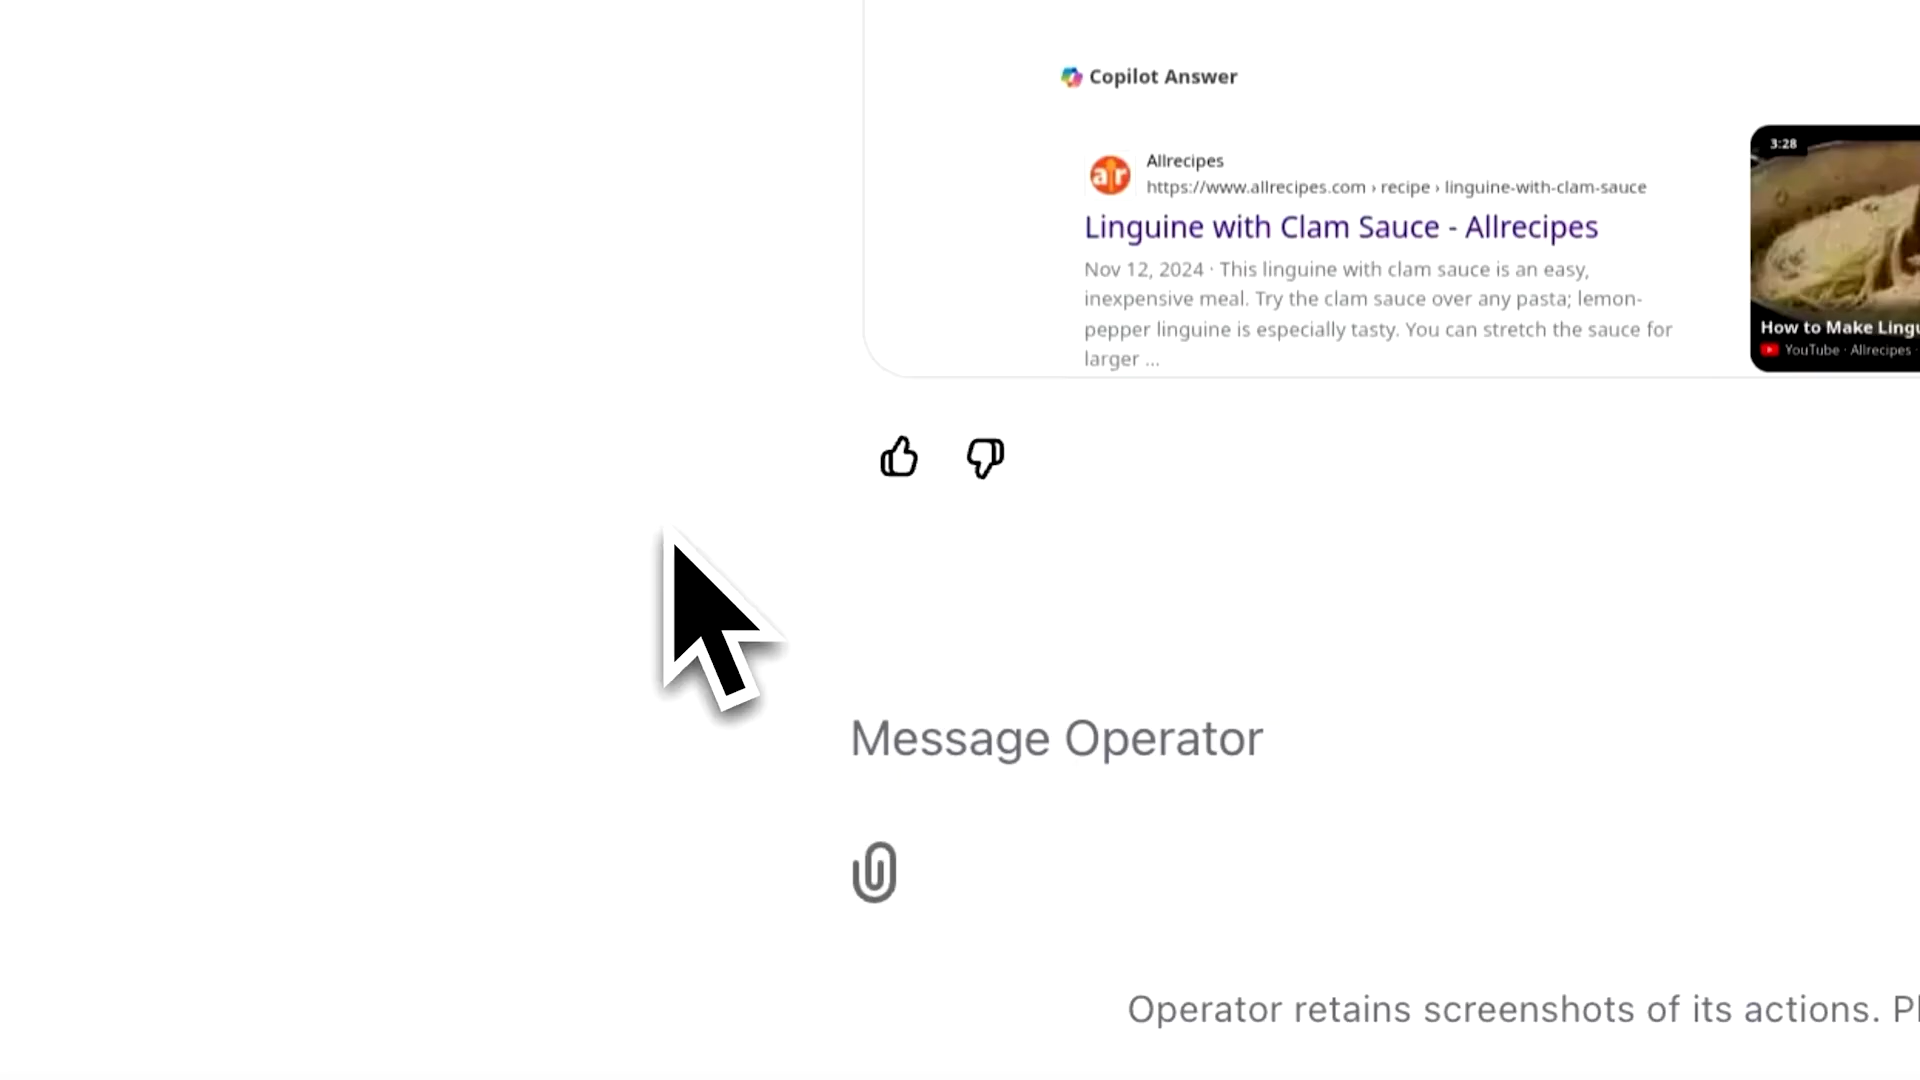 Copilot Answer
Allrecipes
https://www.allrecipes.com › recipe › linguine-with-clam-sauce
Linguine with Clam Sauce - Allrecipes
Nov 12, 2024 · This linguine with clam sauce is an easy,
inexpensive meal. Try the clam sauce over any pasta; lemon-
pepper linguine is especially tasty. You can stretch the sauce for
larger ...
3:28
How to Make Lingu
YouTube · Allrecipes ·
Message Operator
Operator retains screenshots of its actions.